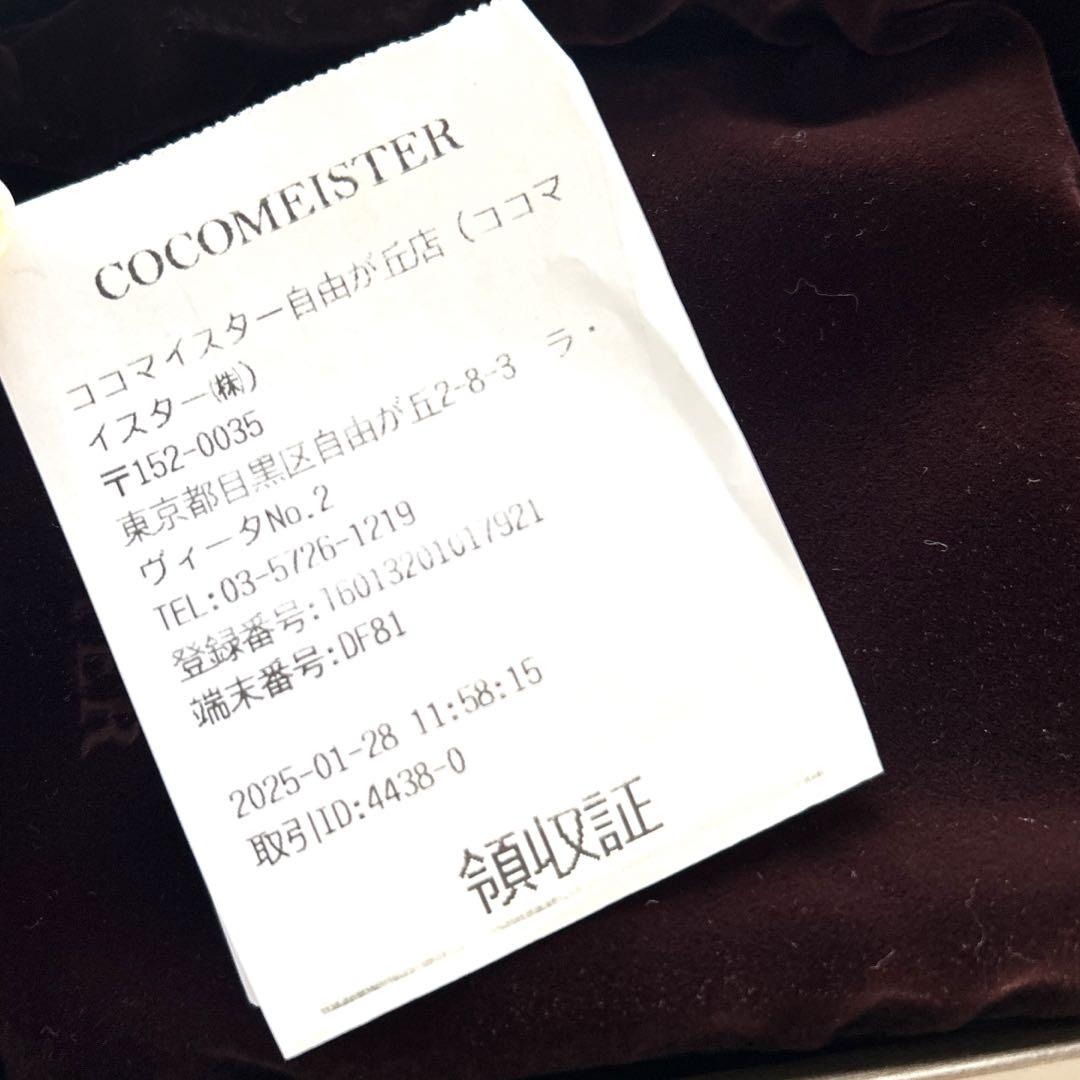 COCOMEISTER
ココマイスター自由が丘店（ココマ
イスター㈱）
〒152-0035
東京都目黒区自由が丘2-8-3　ラ・
ヴィータNo.2
TEL:03-5726-1219
登録番号:T6013201017921
端末番号:DF81
2025-01-28 11:58:15
取引ID:4438-0
領収証